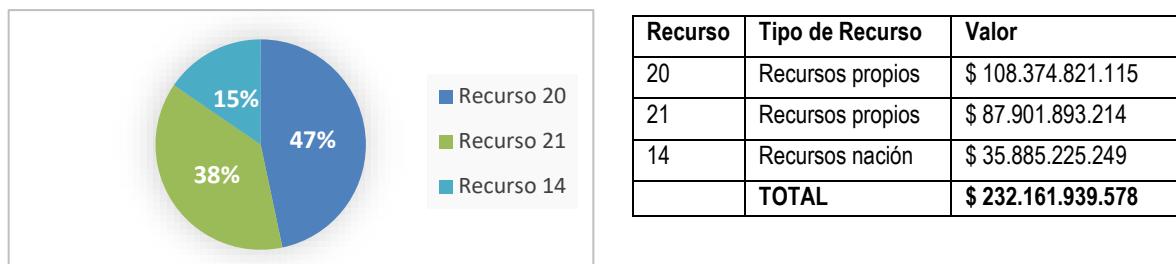 15%
47%
38%
Recurso 20
Recurso 21
Recurso 14
Recurso Tipo de Recurso Valor
20 Recursos propios $ 108.374.821.115
21 Recursos propios $ 87.901.893.214
14 Recursos nación $ 35.885.225.249
TOTAL $ 232.161.939.578